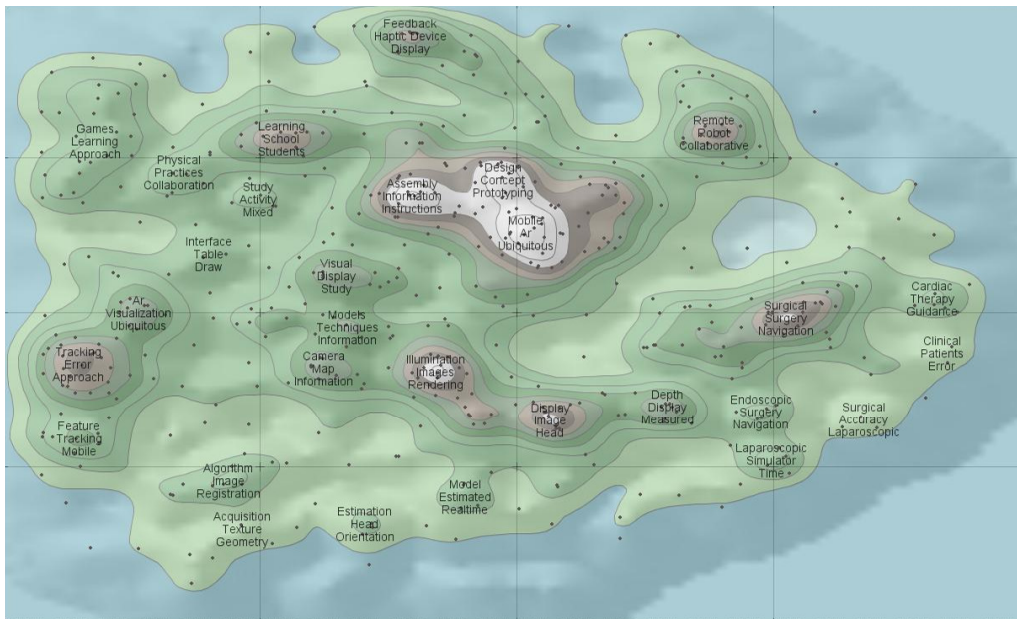 Feedback
Haptic Device
Display
Games
Learning
Approach
Learning
School
Students
Remote
Robot
Collaborative
Physical
Practices
Collaboration
Study
Activity
Mixed
Assembly
Information
Instructions
Design
Concept
Prototyping
Mobile
Ar
Ubiquitous
Interface
Table
Draw
Visual
Display
Study
Ar
Visualization
Ubiquitous
Models
Techniques
Information
Surgical
Surgery
Navigation
Cardiac
Therapy
Guidance
Clinical
Patients
Error
Tracking
Error
Approach
Camera
Map
Information
Illumination
Images
Rendering
Display
Image
Head
Depth
Display
Measured
Endoscopic
Surgery
Navigation
Surgical
Accuracy
Laparoscopic
Feature
Tracking
Mobile
Laparoscopic
Simulator
Time
Algorithm
Image
Registration
Model
Estimated
Realtime
Acquisition
Texture
Geometry
Estimation
Head
Orientation